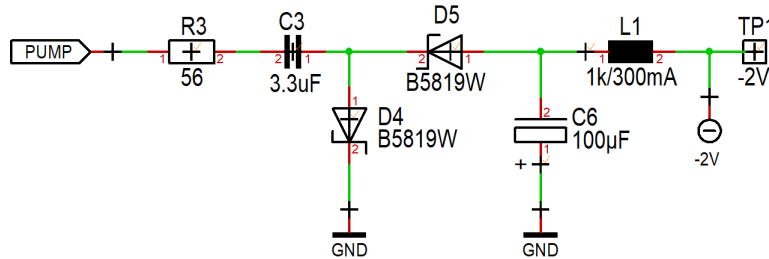 D5
R3
C3
L1
TP1
PUMP
1
2
2
1
2
1
1
2
56
3.3uF
B5819W
1k/300mA
-2V
1
D4
B5819W
2
2
C6
100µF
1
+
-2V
GND
GND